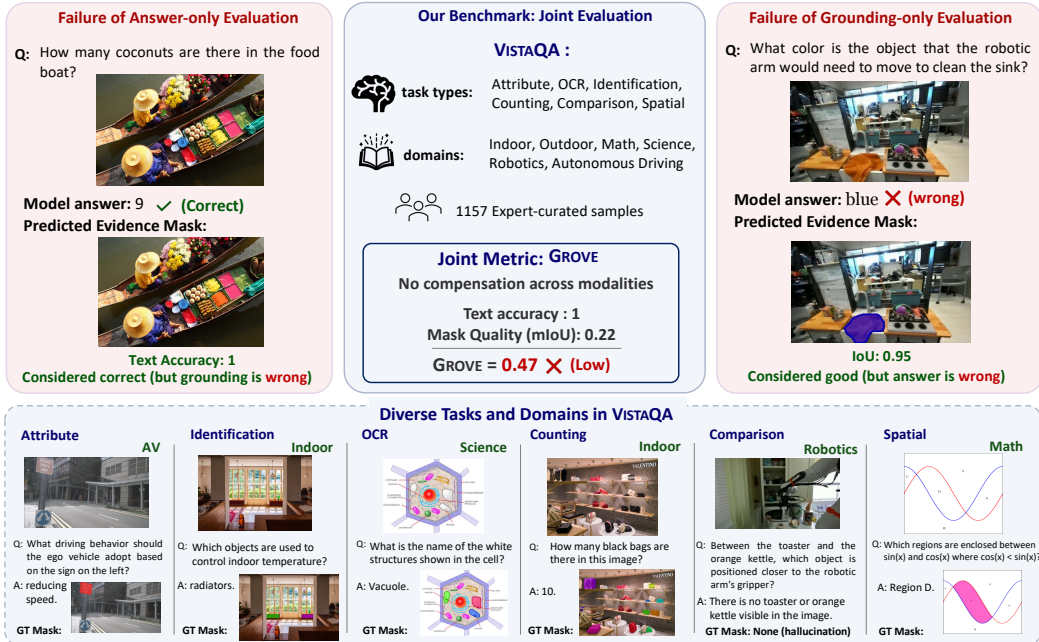 Failure of Answer-only Evaluation
Q: How many coconuts are there in the food
boat?
Model answer: 9 ✓ (Correct)
Predicted Evidence Mask:
Text Accuracy: 1
Considered correct (but grounding is wrong)
Our Benchmark: Joint Evaluation
VISTAQA :
task types: Attribute, OCR, Identification,
Counting, Comparison, Spatial
domains: Indoor, Outdoor, Math, Science,
Robotics, Autonomous Driving
1157 Expert-curated samples
Joint Metric: GROVE
No compensation across modalities
Text accuracy : 1
Mask Quality (mIoU): 0.22
GROVE = 0.47 ✕ (Low)
Failure of Grounding-only Evaluation
Q: What color is the object that the robotic
arm would need to move to clean the sink?
Model answer: blue ✕ (wrong)
Predicted Evidence Mask:
IoU: 0.95
Considered good (but answer is wrong)
Diverse Tasks and Domains in VISTAQA
Attribute
AV
Q: What driving behavior should
the ego vehicle adopt based
on the sign on the left?
A: reducing
speed.
GT Mask:
Identification
Indoor
Q: Which objects are used to
control indoor temperature?
A: radiators.
GT Mask:
OCR
Science
Q: What is the name of the white
structures shown in the cell?
A: Vacuole.
GT Mask:
Counting
Indoor
VALENTINO
Q: How many black bags are
there in this image?
A: 10.
GT Mask:
Comparison
Robotics
Q: Between the toaster and the
orange kettle, which object is
positioned closer to the robotic
arm's gripper?
A: There is no toaster or orange
kettle visible in the image.
GT Mask: None (hallucination)
Spatial
Math
Q: Which regions are enclosed between
sin(x) and cos(x) where cos(x) < sin(x)?
A: Region D.
GT Mask: